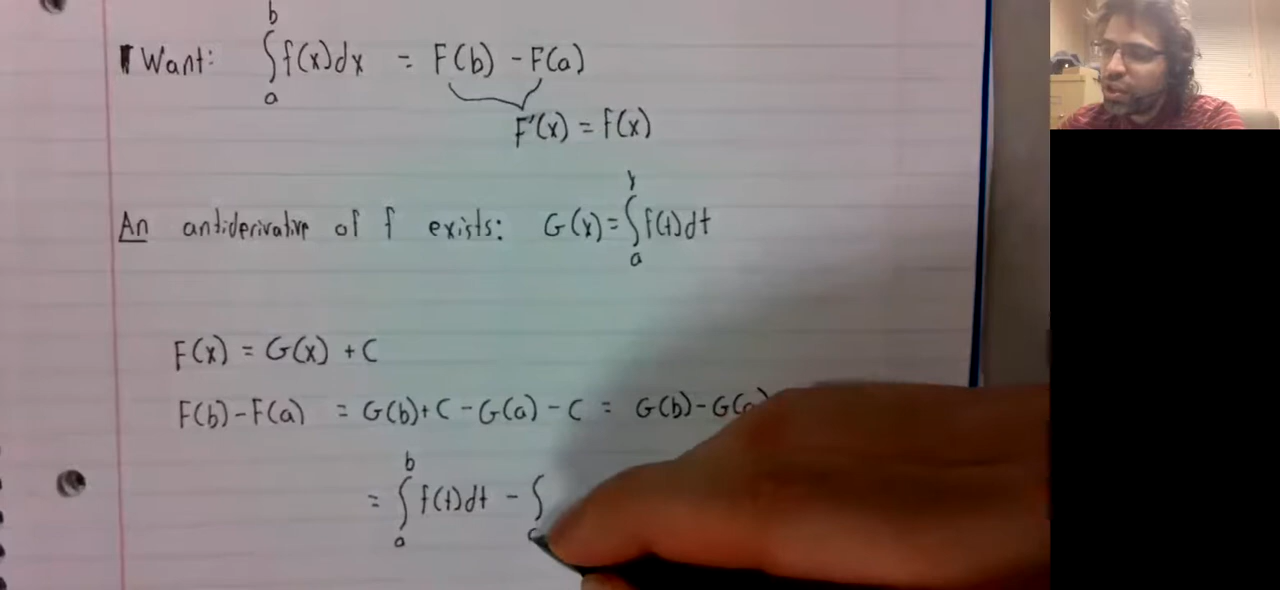 Want: ∫_a^b f(x)dx = F(b) - F(a)
F'(x) = f(x)
An antiderivative of f exists: G(x) = ∫_a^x f(t)dt
F(x) = G(x) + C
F(b) - F(a) = G(b) + C - G(a) - C = G(b) - G(a)
= ∫_a^b f(t)dt - ∫